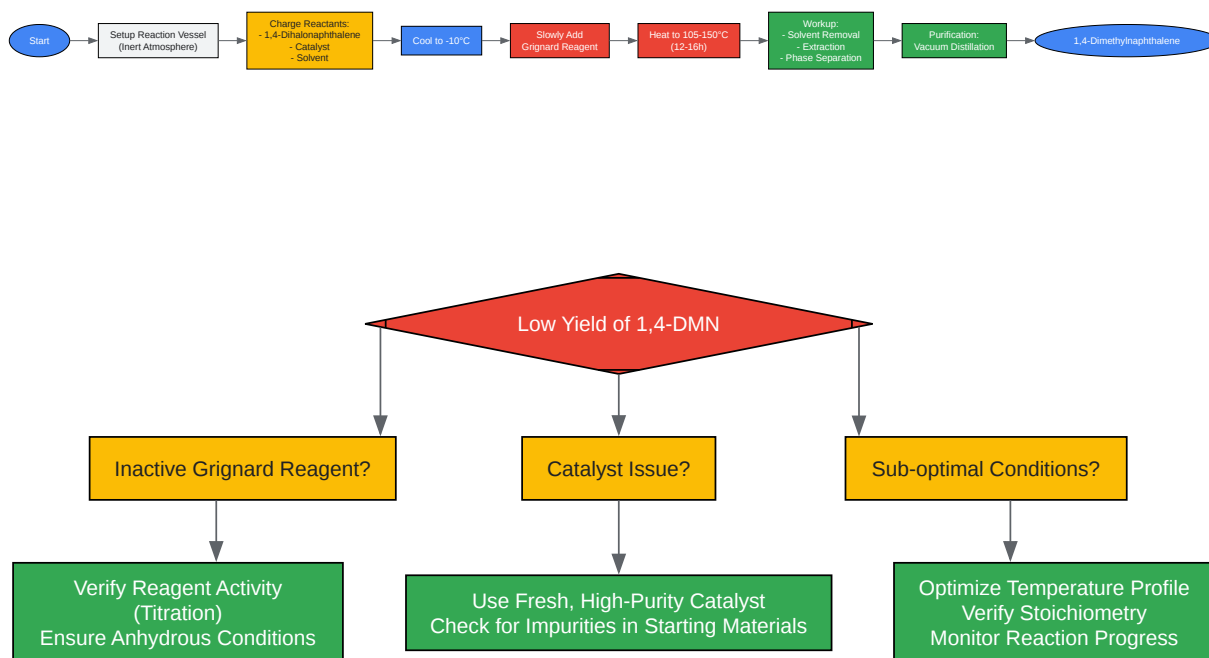 Start
Setup Reaction Vessel
(Inert Atmosphere)
Charge Reactants:
- 1,4-Dihalonaphthalene
- Catalyst
- Solvent
Cool to -10°C
Slowly Add
Grignard Reagent
Heat to 105-150°C
(12-16h)
Workup:
- Solvent Removal
- Extraction
- Phase Separation
Purification:
Vacuum Distillation
1,4-Dimethylnaphthalene
Low Yield of 1,4-DMN
Inactive Grignard Reagent?
Catalyst Issue?
Sub-optimal Conditions?
Verify Reagent Activity
(Titration)
Ensure Anhydrous Conditions
Use Fresh, High-Purity Catalyst
Check for Impurities in Starting Materials
Optimize Temperature Profile
Verify Stoichiometry
Monitor Reaction Progress